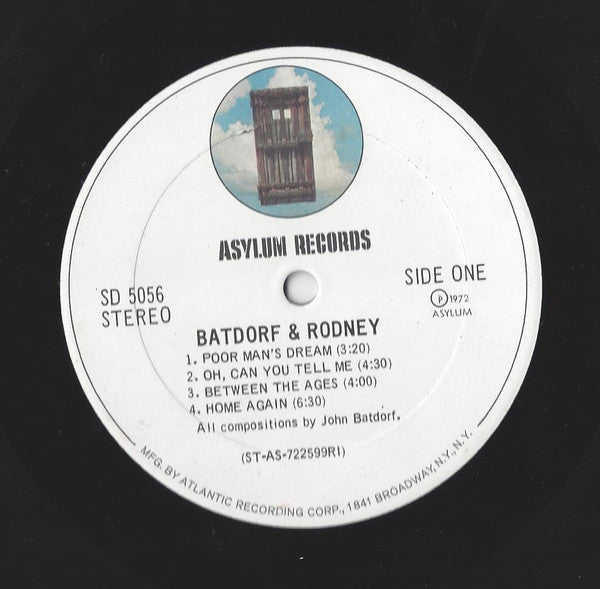 ASYLUM RECORDS
SD 5056
STEREO
SIDE ONE
Ⓟ1972
ASYLUM
BATDORF & RODNEY
1. POOR MAN'S DREAM (3:20)
2. OH, CAN YOU TELL ME (4:30)
3. BETWEEN THE AGES (4:00)
4. HOME AGAIN (6:30)
All compositions by John Batdorf.
(ST-AS-722599RI)
MFG. BY ATLANTIC RECORDING CORP., 1841 BROADWAY, N.Y., N.Y.